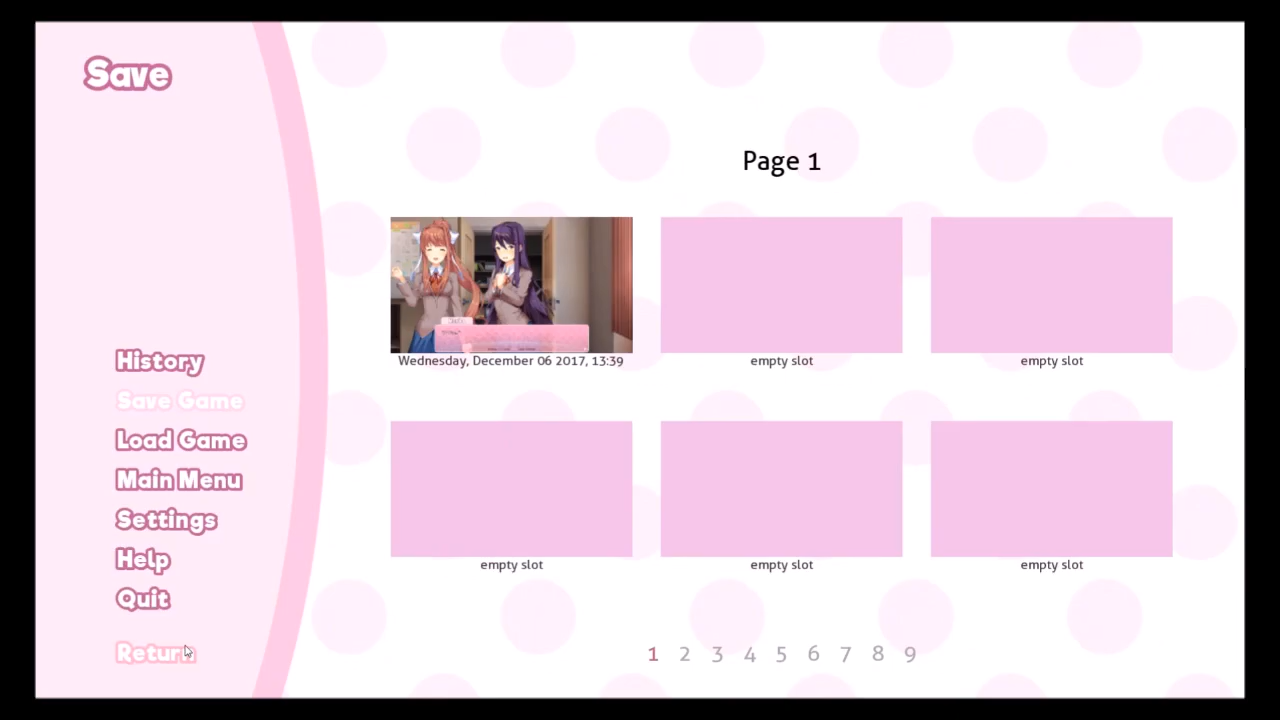 Save
Page 1
Wednesday, December 06 2017, 13:39
empty slot
empty slot
History
Save Game
Load Game
Main Menu
Settings
Help
Quit
Return
empty slot
empty slot
empty slot
1 2 3 4 5 6 7 8 9